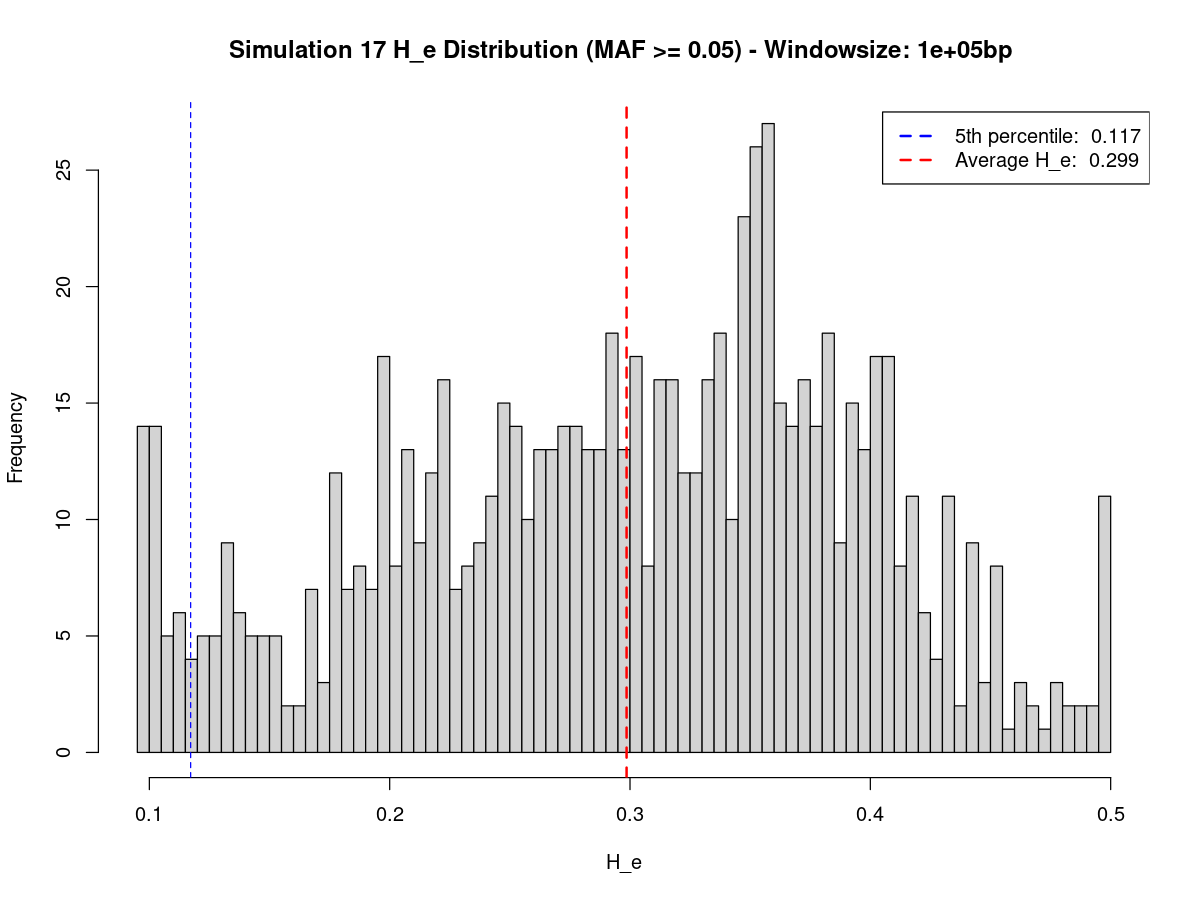 Simulation 17 H_e Distribution (MAF >= 0.05) - Windowsize: 1e+05bp
5th percentile: 0.117
Average H_e: 0.299
Frequency
25
20
15
10
5
0
0.1 0.2 0.3 0.4 0.5
H_e